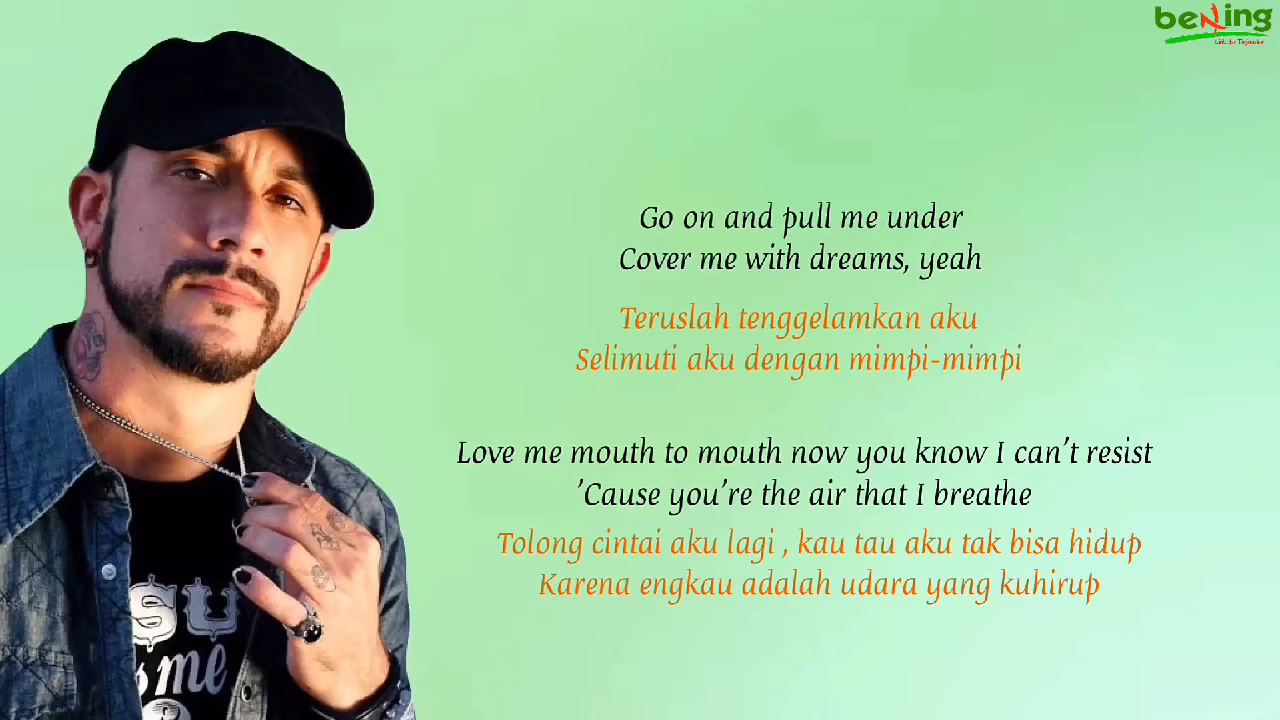 beNing
Go on and pull me under
Cover me with dreams, yeah
Teruslah tenggelamkan aku
Selimuti aku dengan mimpi-mimpi
Love me mouth to mouth now you know I can't resist
'Cause you're the air that I breathe
Tolong cintai aku lagi , kau tau aku tak bisa hidup
Karena engkau adalah udara yang kuhirup
su
me